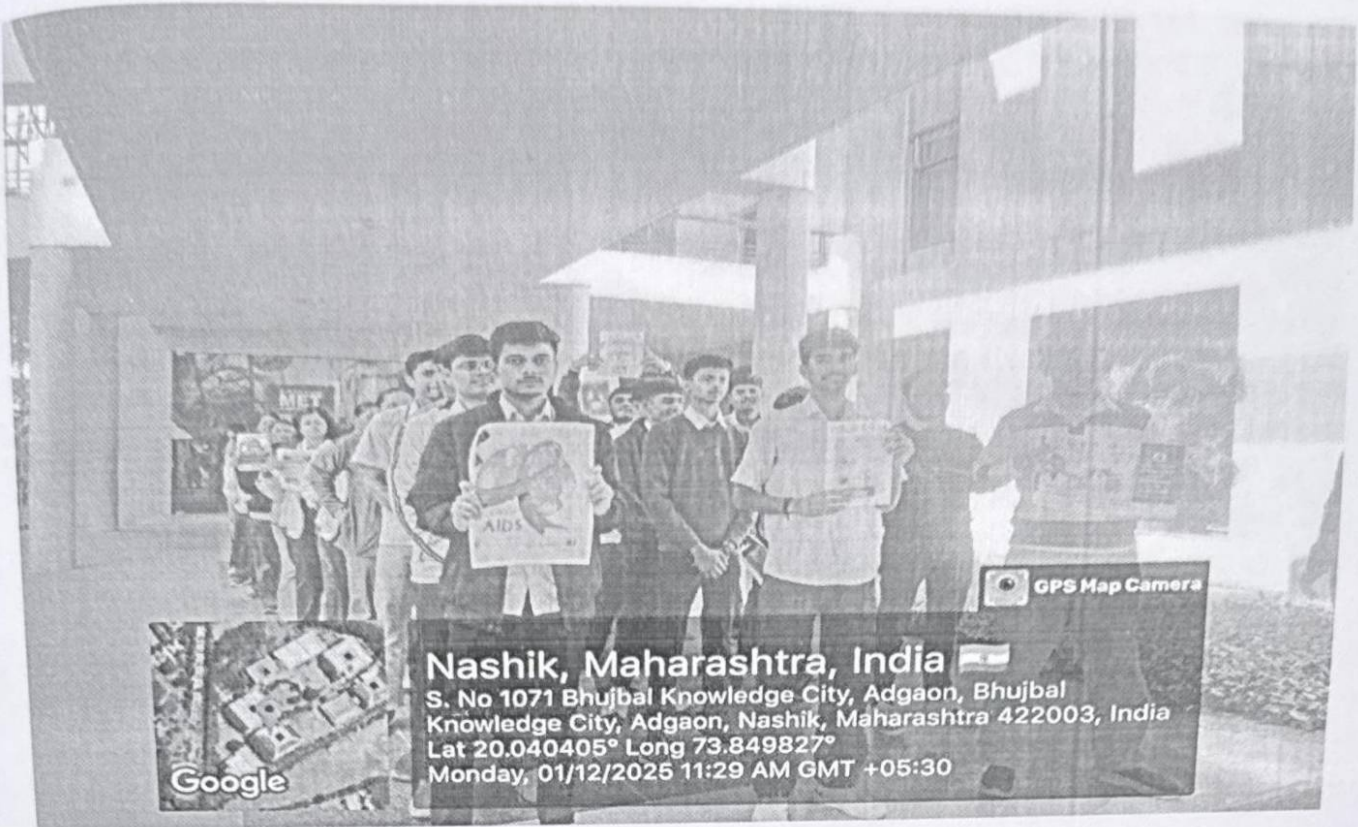 MET
AIDS
GPS Map Camera
Nashik, Maharashtra, India
S. No 1071 Bhujbal Knowledge City, Adgaon, Bhujbal
Knowledge City, Adgaon, Nashik, Maharashtra 422003, India
Lat 20.040405° Long 73.849827°
Monday, 01/12/2025 11:29 AM GMT +05:30
Google